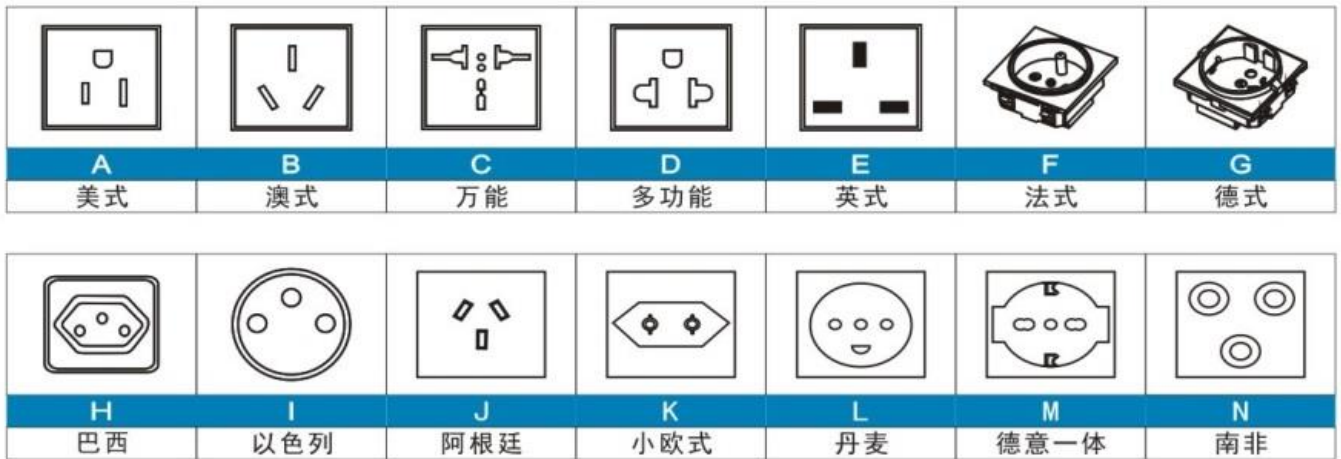 A B C D E F G
美式 澳式 万能 多功能 英式 法式 德式
H I J K L M N
巴西 以色列 阿根廷 小欧式 丹麦 德意一体 南非